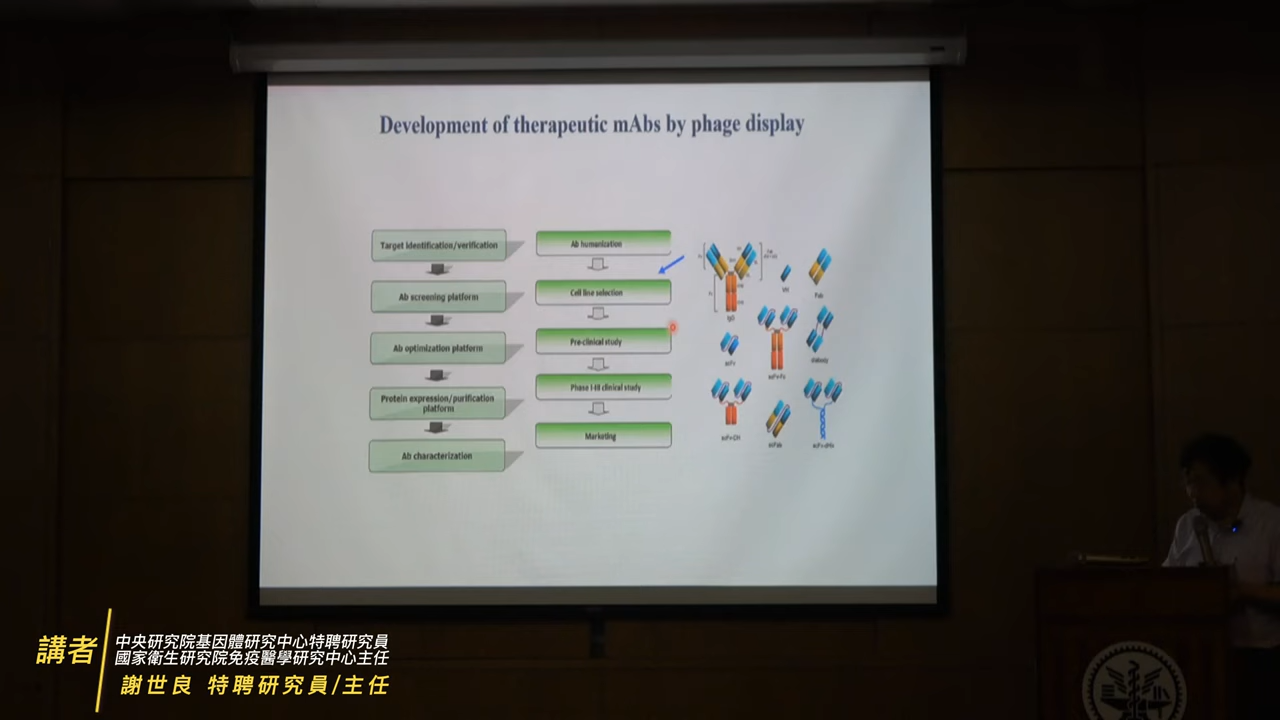 Development of therapeutic mAbs by phage display
Target identification/verification
Ab screening platform
Ab optimization platform
Protein expression/purification
platform
Ab characterization
Ab humanization
Cell line selection
Pre-clinical study
Phase I-III clinical study
Marketing
IgG
Fab
scFv
diabody
講者
中央研究院基因體研究中心特聘研究員
國家衛生研究院免疫醫學研究中心主任
謝世良 特聘研究員/主任